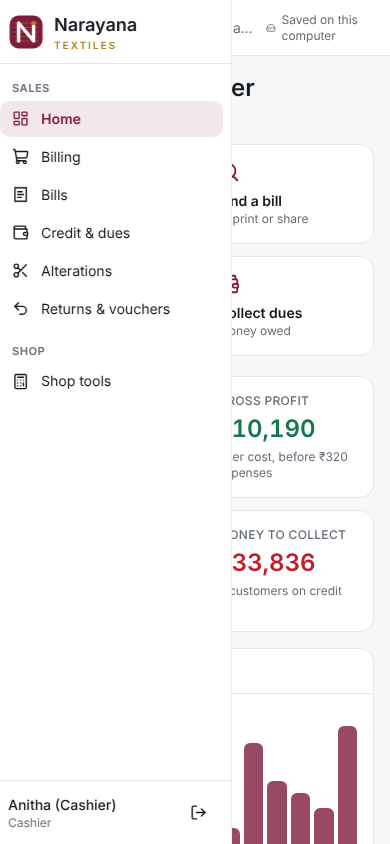 Narayana
TEXTILES
a...
Saved on this
computer
er
SALES
Home
Billing
Bills
Credit & dues
Alterations
Returns & vouchers
SHOP
Shop tools
nd a bill
print or share
ollect dues
oney owed
ROSS PROFIT
10,190
er cost, before ₹320
penses
ONEY TO COLLECT
33,836
customers on credit
Anitha (Cashier)
Cashier